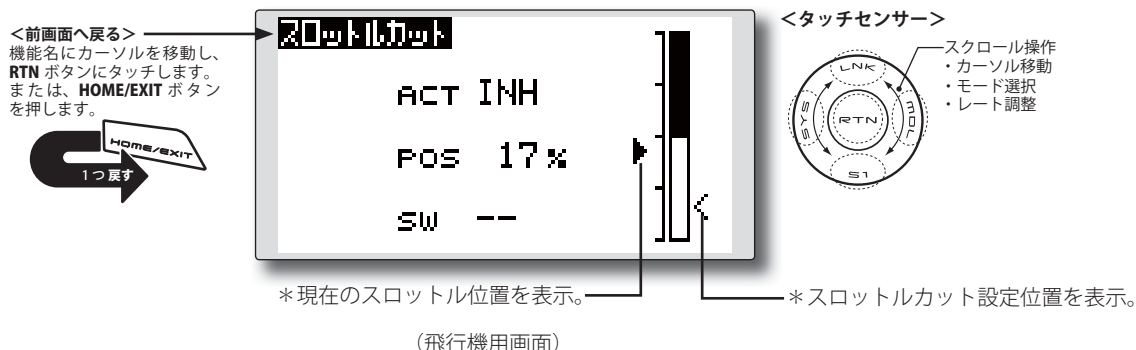 <前画面へ戻る>
機能名にカーソルを移動し、
RTN ボタンにタッチします。
または、HOME/EXIT ボタン
を押します。
HOME/EXIT
1つ戻す
スロットルカット
ACT INH
POS 17%
SW --
<タッチセンサー>
スクロール操作
・カーソル移動
・モード選択
・レート調整
LNK
SYS
RTN
MDL
S1
＊現在のスロットル位置を表示。
＊スロットルカット設定位置を表示。
（飛行機用画面）